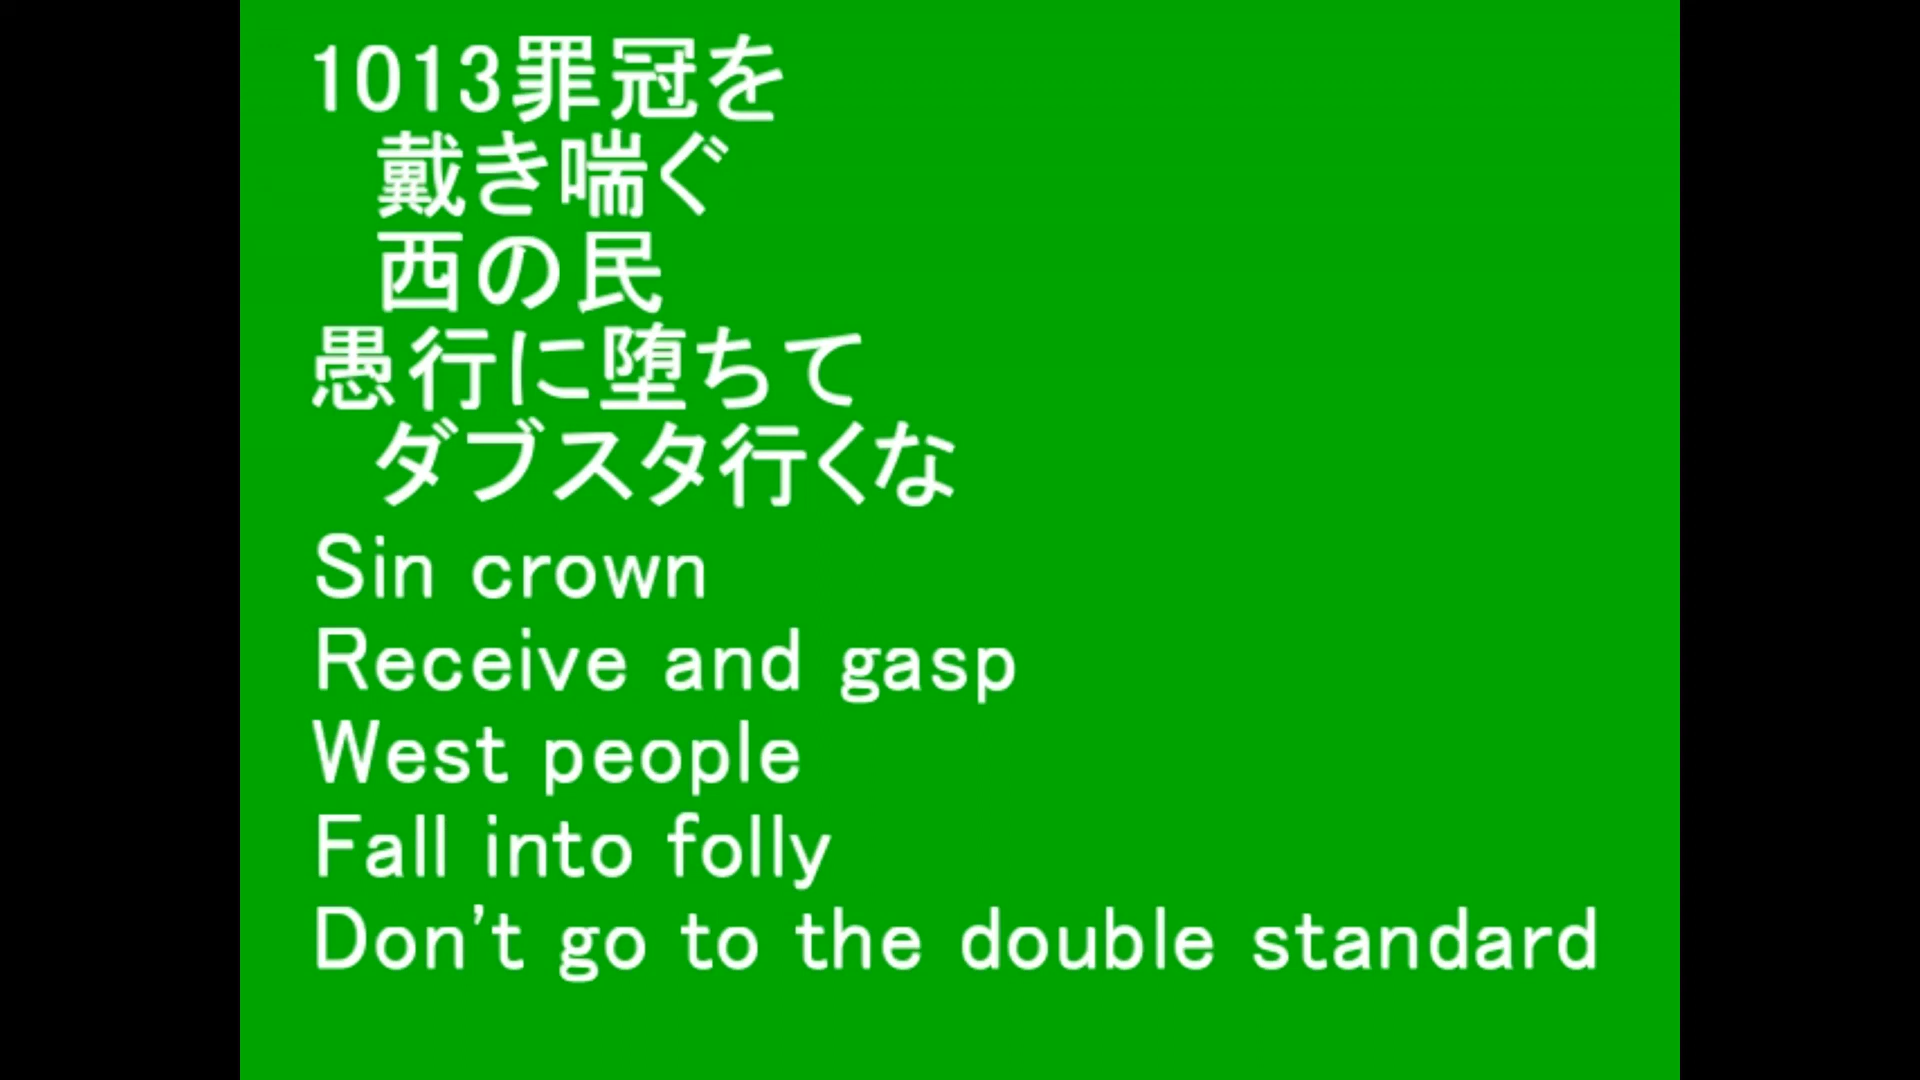 1013罪冠を
戴き喘ぐ
西の民
愚行に堕ちて
ダブスタ行くな
Sin crown
Receive and gasp
West people
Fall into folly
Don't go to the double standard